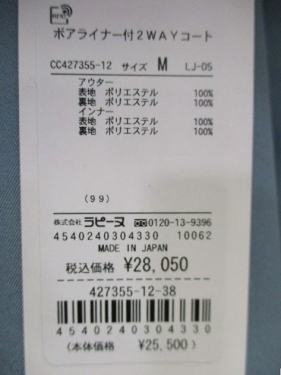 ボアライナー付2WAYコート
CC427355-12 サイズ M LJ-05
アウター
表地 ポリエステル 100%
裏地 ポリエステル 100%
インナー
表地 ポリエステル 100%
裏地 ポリエステル 100%
(99)
株式会社 ラピーヌ 0120-13-9396
4540240304330 10062
MADE IN JAPAN
税込価格 ¥28,050
427355-12-38
4540240304330
(本体価格 ¥25,500)